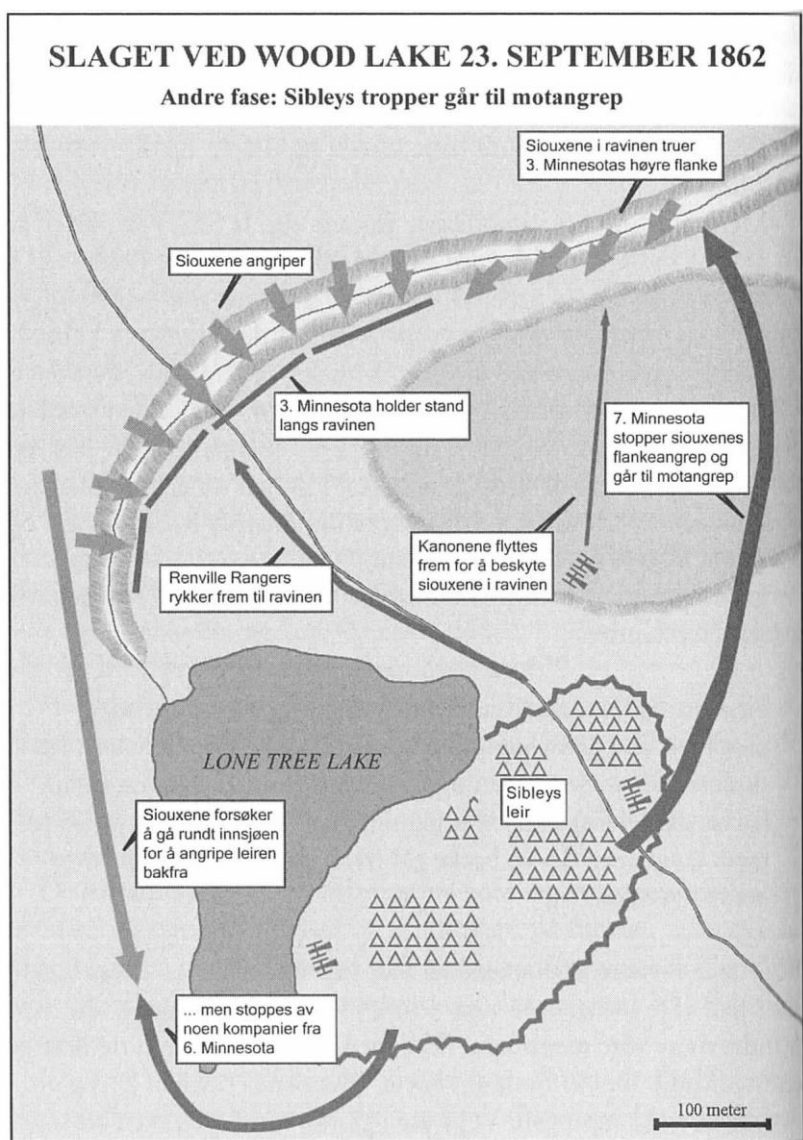 SLAGET VED WOOD LAKE 23. SEPTEMBER 1862
Andre fase: Sibleys tropper går til motangrep
Siouxene i ravinen truer
3. Minnesotas høyre flanke
Siouxene angriper
3. Minnesota holder stand
langs ravinen
7. Minnesota
stopper siouxenes
flankeangrep og
går til motangrep
Kanonene flyttes
frem for å beskyte
siouxene i ravinen
Renville Rangers
rykker frem til ravinen
LONE TREE LAKE
Sibleys
leir
Siouxene forsøker
å gå rundt innsjøen
for å angripe leiren
bakfra
... men stoppes av
noen kompanier fra
6. Minnesota
100 meter